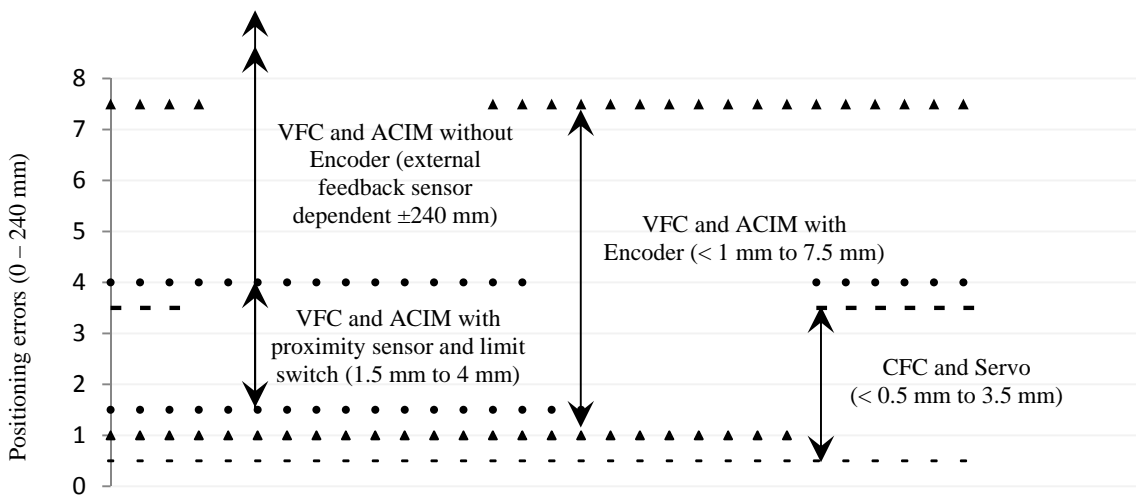 8
7
6
5
4
3
2
1
0
Positioning errors (0 – 240 mm)
VFC and ACIM without
Encoder (external
feedback sensor
dependent ±240 mm)
VFC and ACIM with
Encoder (< 1 mm to 7.5 mm)
VFC and ACIM with
proximity sensor and limit
switch (1.5 mm to 4 mm)
CFC and Servo
(< 0.5 mm to 3.5 mm)